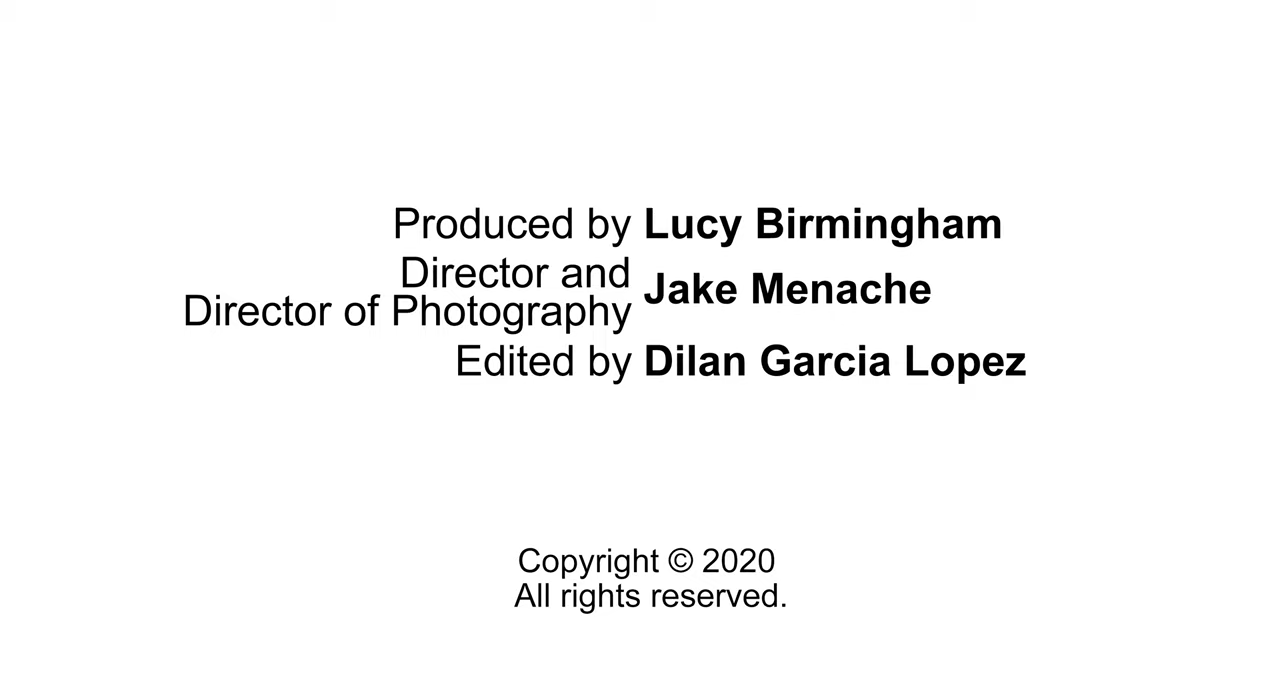 Produced by Lucy Birmingham
Director and
Director of Photography Jake Menache
Edited by Dilan Garcia Lopez
Copyright © 2020
All rights reserved.